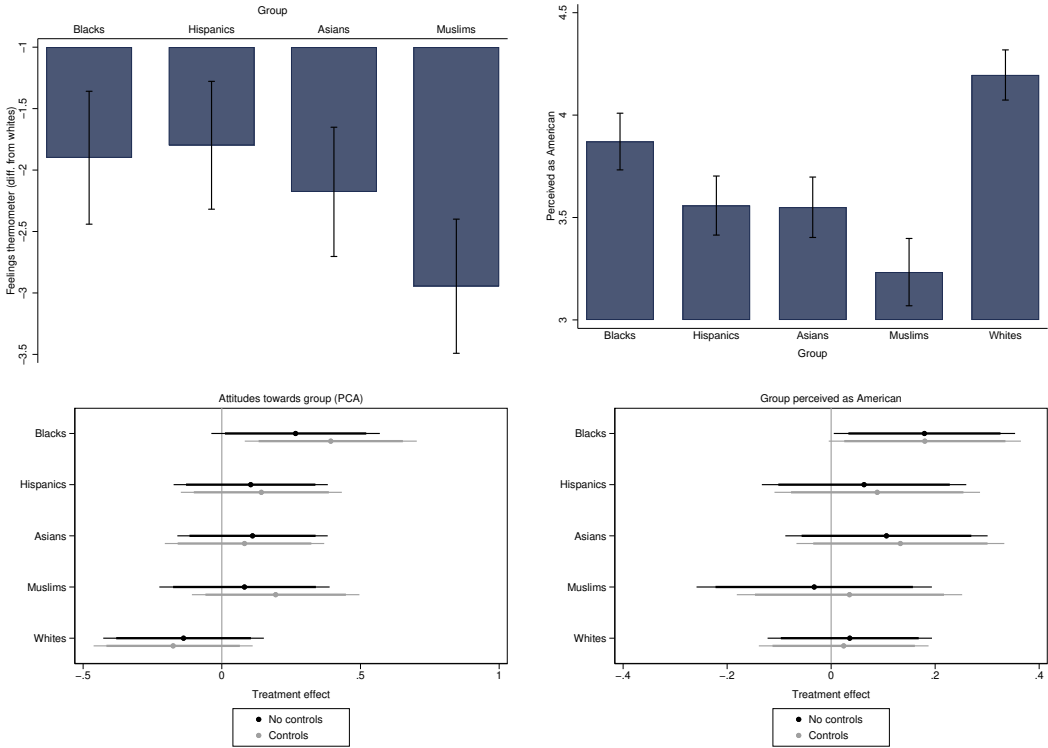 Group
Blacks Hispanics Asians Muslims
Feelings thermometer (diff. from whites)
−1
−1.5
−2
−2.5
−3
−3.5
Perceived as American
4.5
4
3.5
3
Blacks Hispanics Asians Muslims Whites
Group
Attitudes towards group (PCA)
Blacks
Hispanics
Asians
Muslims
Whites
−.5 0 .5 1
Treatment effect
No controls
Controls
Group perceived as American
Blacks
Hispanics
Asians
Muslims
Whites
−.4 −.2 0 .2 .4
Treatment effect
No controls
Controls